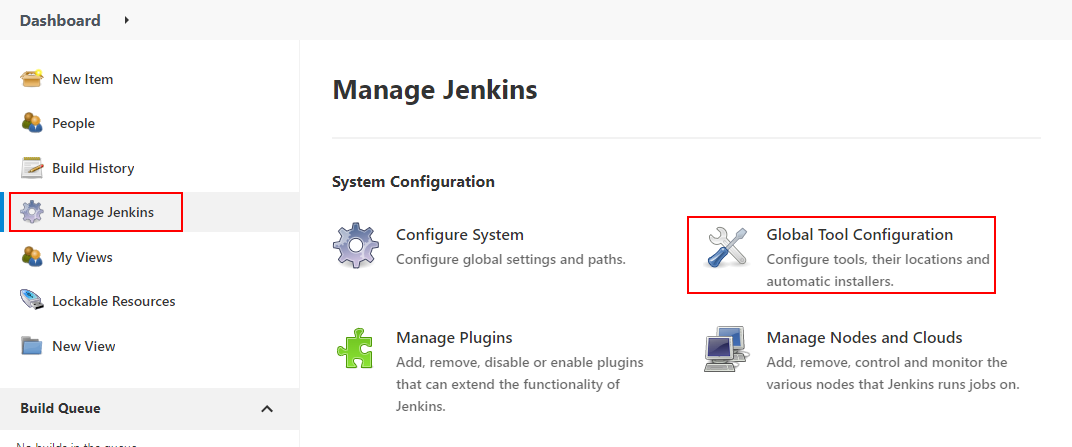 Dashboard
New Item
People
Build History
Manage Jenkins
My Views
Lockable Resources
New View
Build Queue
No builds in the queue.
Manage Jenkins
System Configuration
Configure System
Configure global settings and paths.
Global Tool Configuration
Configure tools, their locations and
automatic installers.
Manage Plugins
Add, remove, disable or enable plugins
that can extend the functionality of
Jenkins.
Manage Nodes and Clouds
Add, remove, control and monitor the
various nodes that Jenkins runs jobs on.